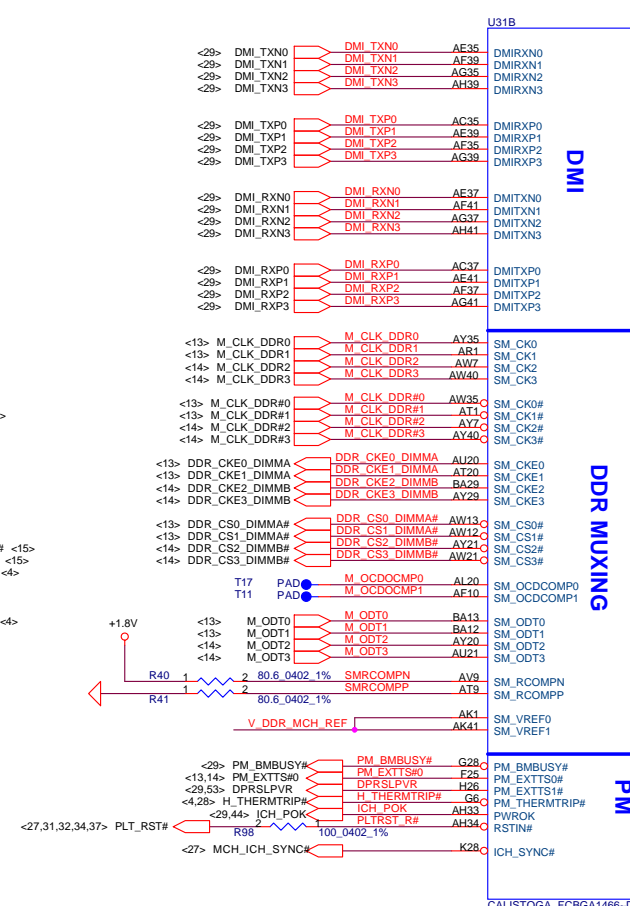 U31B
<29> DMI_TXN0 DMI_TXN0 AE35 DMIRXN0
<29> DMI_TXN1 DMI_TXN1 AF39 DMIRXN1
<29> DMI_TXN2 DMI_TXN2 AG35 DMIRXN2
<29> DMI_TXN3 DMI_TXN3 AH39 DMIRXN3
<29> DMI_TXP0 DMI_TXP0 AC35 DMIRXP0
<29> DMI_TXP1 DMI_TXP1 AE39 DMIRXP1
<29> DMI_TXP2 DMI_TXP2 AF35 DMIRXP2
<29> DMI_TXP3 DMI_TXP3 AG39 DMIRXP3
DMI
<29> DMI_RXN0 DMI_RXN0 AE37 DMITXN0
<29> DMI_RXN1 DMI_RXN1 AF41 DMITXN1
<29> DMI_RXN2 DMI_RXN2 AG37 DMITXN2
<29> DMI_RXN3 DMI_RXN3 AH41 DMITXN3
<29> DMI_RXP0 DMI_RXP0 AC37 DMITXP0
<29> DMI_RXP1 DMI_RXP1 AE41 DMITXP1
<29> DMI_RXP2 DMI_RXP2 AF37 DMITXP2
<29> DMI_RXP3 DMI_RXP3 AG41 DMITXP3
<13> M_CLK_DDR0 M_CLK_DDR0 AY35 SM_CK0
<13> M_CLK_DDR1 M_CLK_DDR1 AR1 SM_CK1
<14> M_CLK_DDR2 M_CLK_DDR2 AW7 SM_CK2
<14> M_CLK_DDR3 M_CLK_DDR3 AW40 SM_CK3
<13> M_CLK_DDR#0 M_CLK_DDR#0 AW35 SM_CK0#
<13> M_CLK_DDR#1 M_CLK_DDR#1 AT1 SM_CK1#
<14> M_CLK_DDR#2 M_CLK_DDR#2 AY7 SM_CK2#
<14> M_CLK_DDR#3 M_CLK_DDR#3 AY40 SM_CK3#
<13> DDR_CKE0_DIMMA DDR_CKE0_DIMMA AU20 SM_CKE0
<13> DDR_CKE1_DIMMA DDR_CKE1_DIMMA AT20 SM_CKE1
<14> DDR_CKE2_DIMMB DDR_CKE2_DIMMB BA29 SM_CKE2
<14> DDR_CKE3_DIMMB DDR_CKE3_DIMMB AY29 SM_CKE3
DDR MUXING
<13> DDR_CS0_DIMMA# DDR_CS0_DIMMA# AW13 SM_CS0#
<13> DDR_CS1_DIMMA# DDR_CS1_DIMMA# AW12 SM_CS1#
<14> DDR_CS2_DIMMB# DDR_CS2_DIMMB# AY21 SM_CS2#
<14> DDR_CS3_DIMMB# DDR_CS3_DIMMB# AW21 SM_CS3#
# <15>
<15>
<4>
T17 PAD M_OCDOCMP0 AL20 SM_OCDCOMP0
T11 PAD M_OCDOCMP1 AF10 SM_OCDCOMP1
<4>
+1.8V
<13> M_ODT0 M_ODT0 BA13 SM_ODT0
<13> M_ODT1 M_ODT1 BA12 SM_ODT1
<14> M_ODT2 M_ODT2 AY20 SM_ODT2
<14> M_ODT3 M_ODT3 AU21 SM_ODT3
R40 1 2 80.6_0402_1% SMRCOMPN AV9 SM_RCOMPN
R41 1 2 80.6_0402_1% SMRCOMPP AT9 SM_RCOMPP
V_DDR_MCH_REF AK1 SM_VREF0
AK41 SM_VREF1
<29> PM_BMBUSY# PM_BMBUSY# G28 PM_BMBUSY#
<13,14> PM_EXTTS#0 PM_EXTTS#0 F25 PM_EXTTS0#
<29,53> DPRSLPVR DPRSLPVR H26 PM_EXTTS1#
<4,28> H_THERMTRIP# H_THERMTRIP# G6 PM_THERMTRIP#
<29,44> ICH_POK ICH_POK AH33 PWROK
<27,31,32,34,37> PLT_RST# R98 2 1 100_0402_1% PLTRST_R# AH34 RSTIN#
<27> MCH_ICH_SYNC# K28 ICH_SYNC#
PM